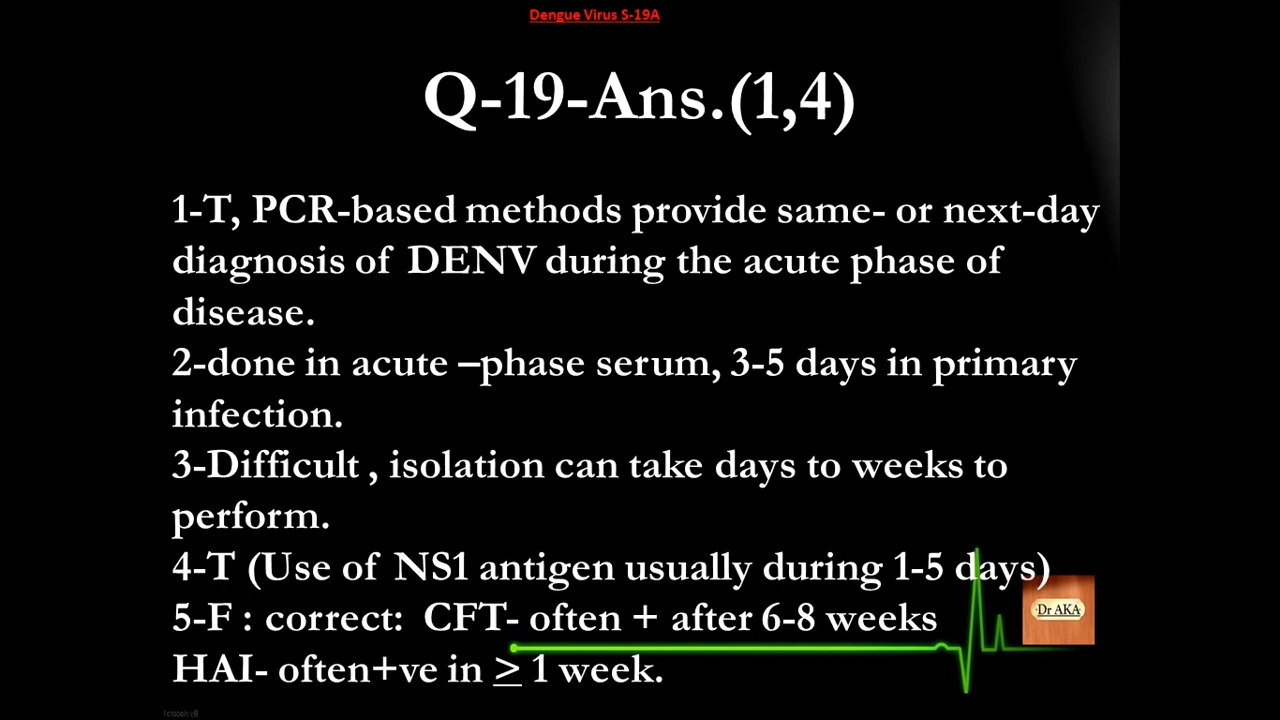 Dengue Virus S-19A
Q-19-Ans.(1,4)
1-T, PCR-based methods provide same- or next-day
diagnosis of DENV during the acute phase of
disease.
2-done in acute –phase serum, 3-5 days in primary
infection.
3-Difficult , isolation can take days to weeks to
perform.
4-T (Use of NS1 antigen usually during 1-5 days)
Dr AKA
5-F : correct: CFT- often + after 6-8 weeks
HAI- often+ve in ≥ 1 week.